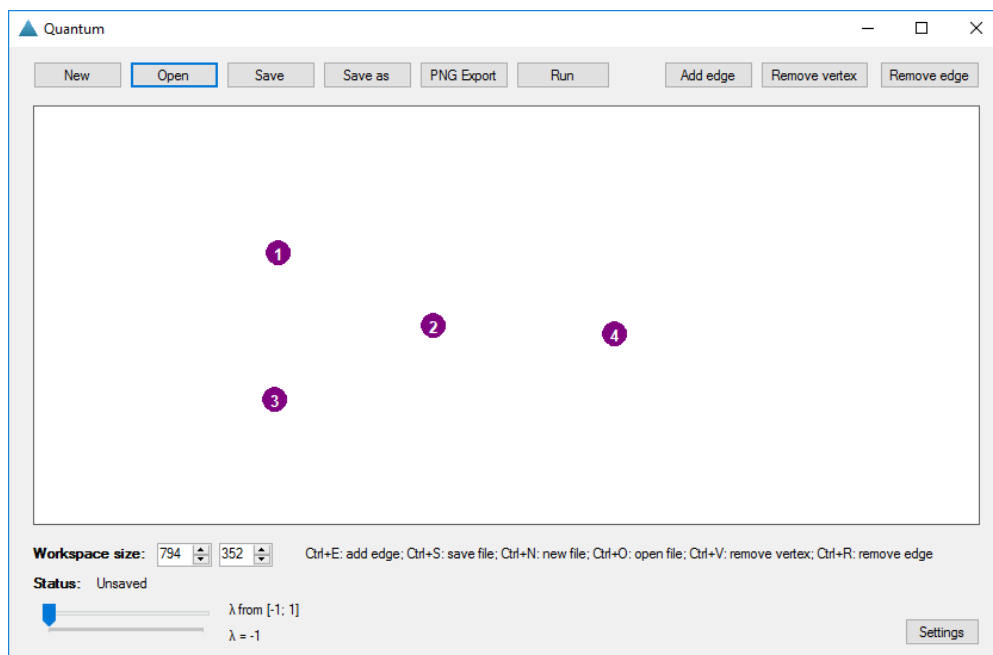 Quantum
New Open Save Save as PNG Export Run Add edge Remove vertex Remove edge
1
2
4
3
Workspace size: 794 352 Ctrl+E: add edge; Ctrl+S: save file; Ctrl+N: new file; Ctrl+O: open file; Ctrl+V: remove vertex; Ctrl+R: remove edge
Status: Unsaved
λ from [-1; 1]
λ = -1
Settings